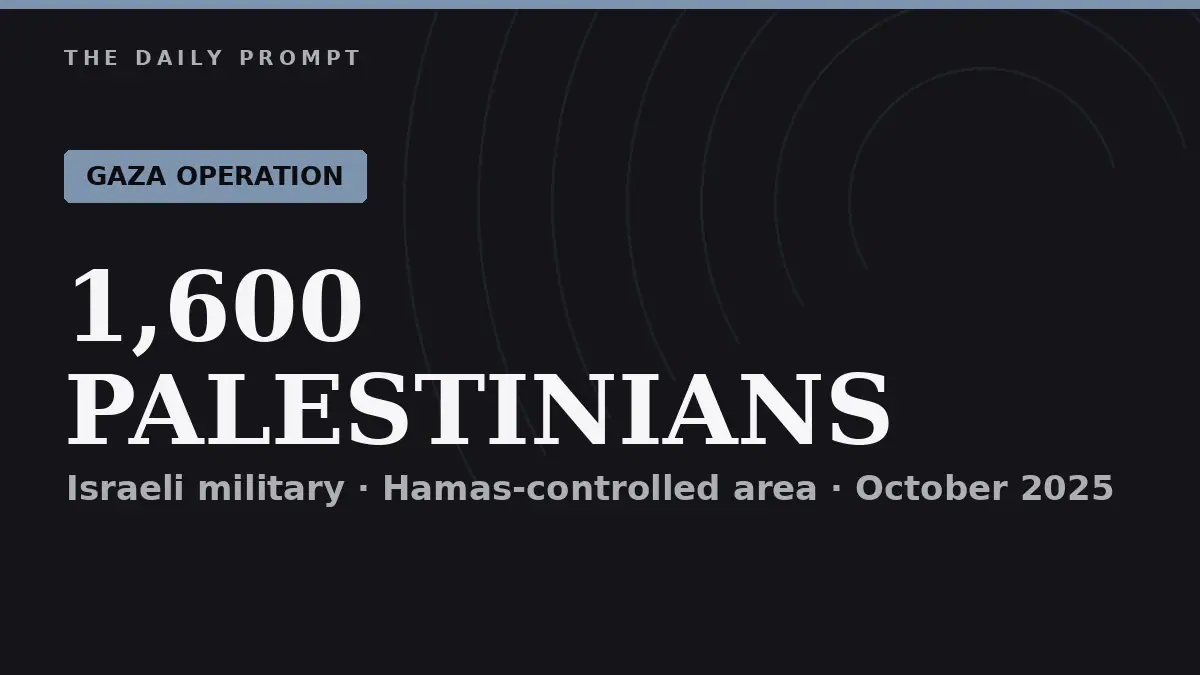 THE DAILY PROMPT
GAZA OPERATION
1,600
PALESTINIANS
Israeli military · Hamas-controlled area · October 2025